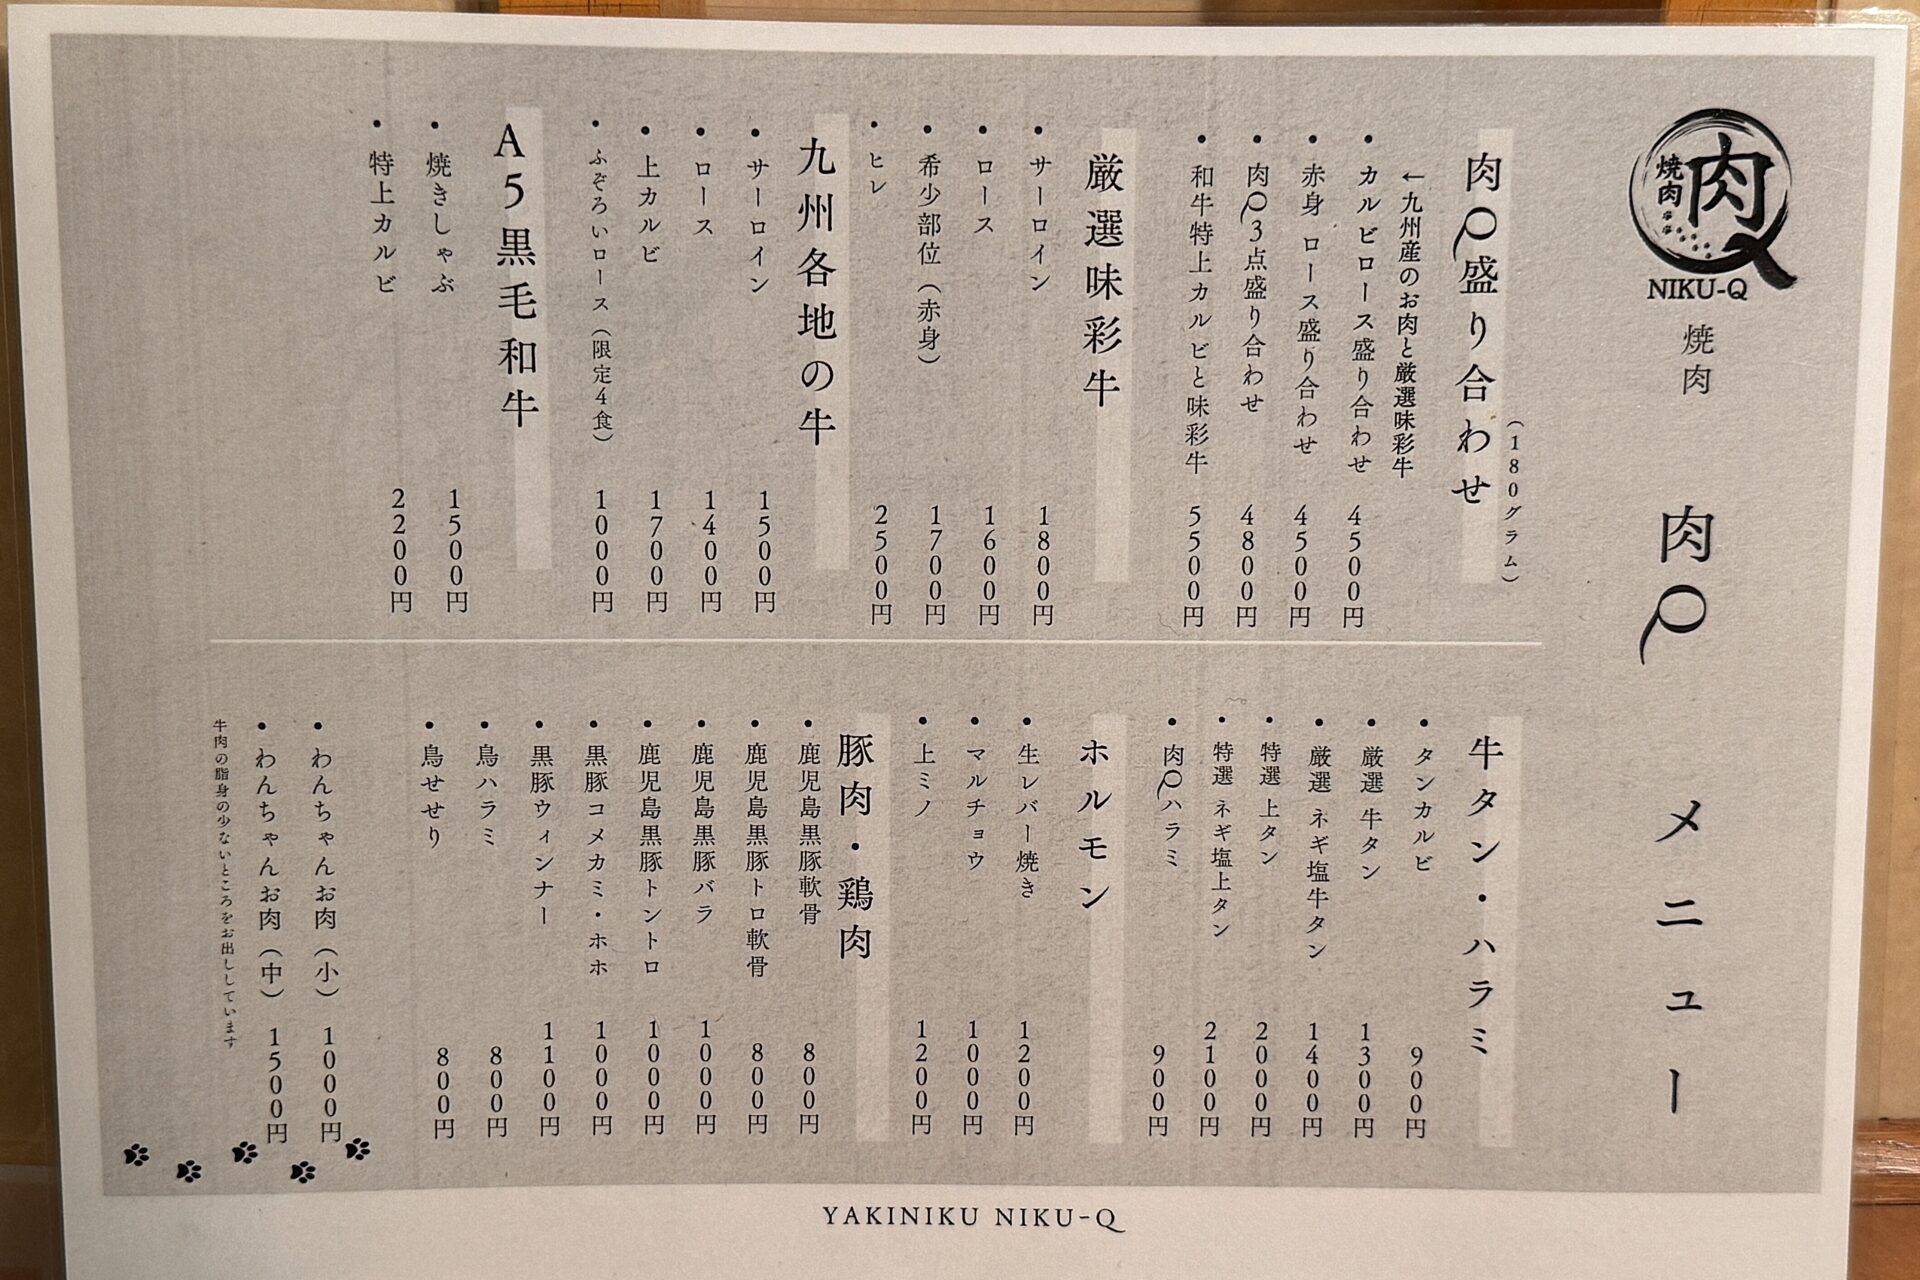 焼肉
肉Q
NIKU-Q
焼肉 肉Q メニュー
肉Q盛り合わせ
(180グラム)
←九州産のお肉と厳選味彩牛
・カルビロース盛り合わせ 4500円
・赤身 ロース盛り合わせ 4500円
・肉Q3点盛り合わせ 4800円
・和牛特上カルビと味彩牛 5500円
厳選味彩牛
・サーロイン 1800円
・ロース 1600円
・希少部位(赤身) 1700円
・ヒレ 2500円
九州各地の牛
・サーロイン 1500円
・ロース 1400円
・上カルビ 1700円
・ふぞろいロース(限定4食) 1000円
A5黒毛和牛
・焼きしゃぶ 1500円
・特上カルビ 2200円
牛タン・ハラミ
・タンカルビ 900円
・厳選 牛タン 1300円
・厳選 ネギ塩牛タン 1400円
・特選 上タン 2000円
・特選 ネギ塩上タン 2100円
・肉Qハラミ 900円
ホルモン
・生レバー焼き 1200円
・マルチョウ 1000円
・上ミノ 1200円
豚肉・鶏肉
・鹿児島黒豚軟骨 800円
・鹿児島黒豚トロ軟骨 800円
・鹿児島黒豚バラ 1000円
・鹿児島黒豚トントロ 1000円
・黒豚コメカミ・ホホ 1000円
・黒豚ウィンナー 1100円
・鳥ハラミ 800円
・鳥せせり 800円
・わんちゃんお肉(小) 1000円
・わんちゃんお肉(中) 1500円
牛肉の脂身の少ないところをお出ししています
YAKINIKU NIKU-Q